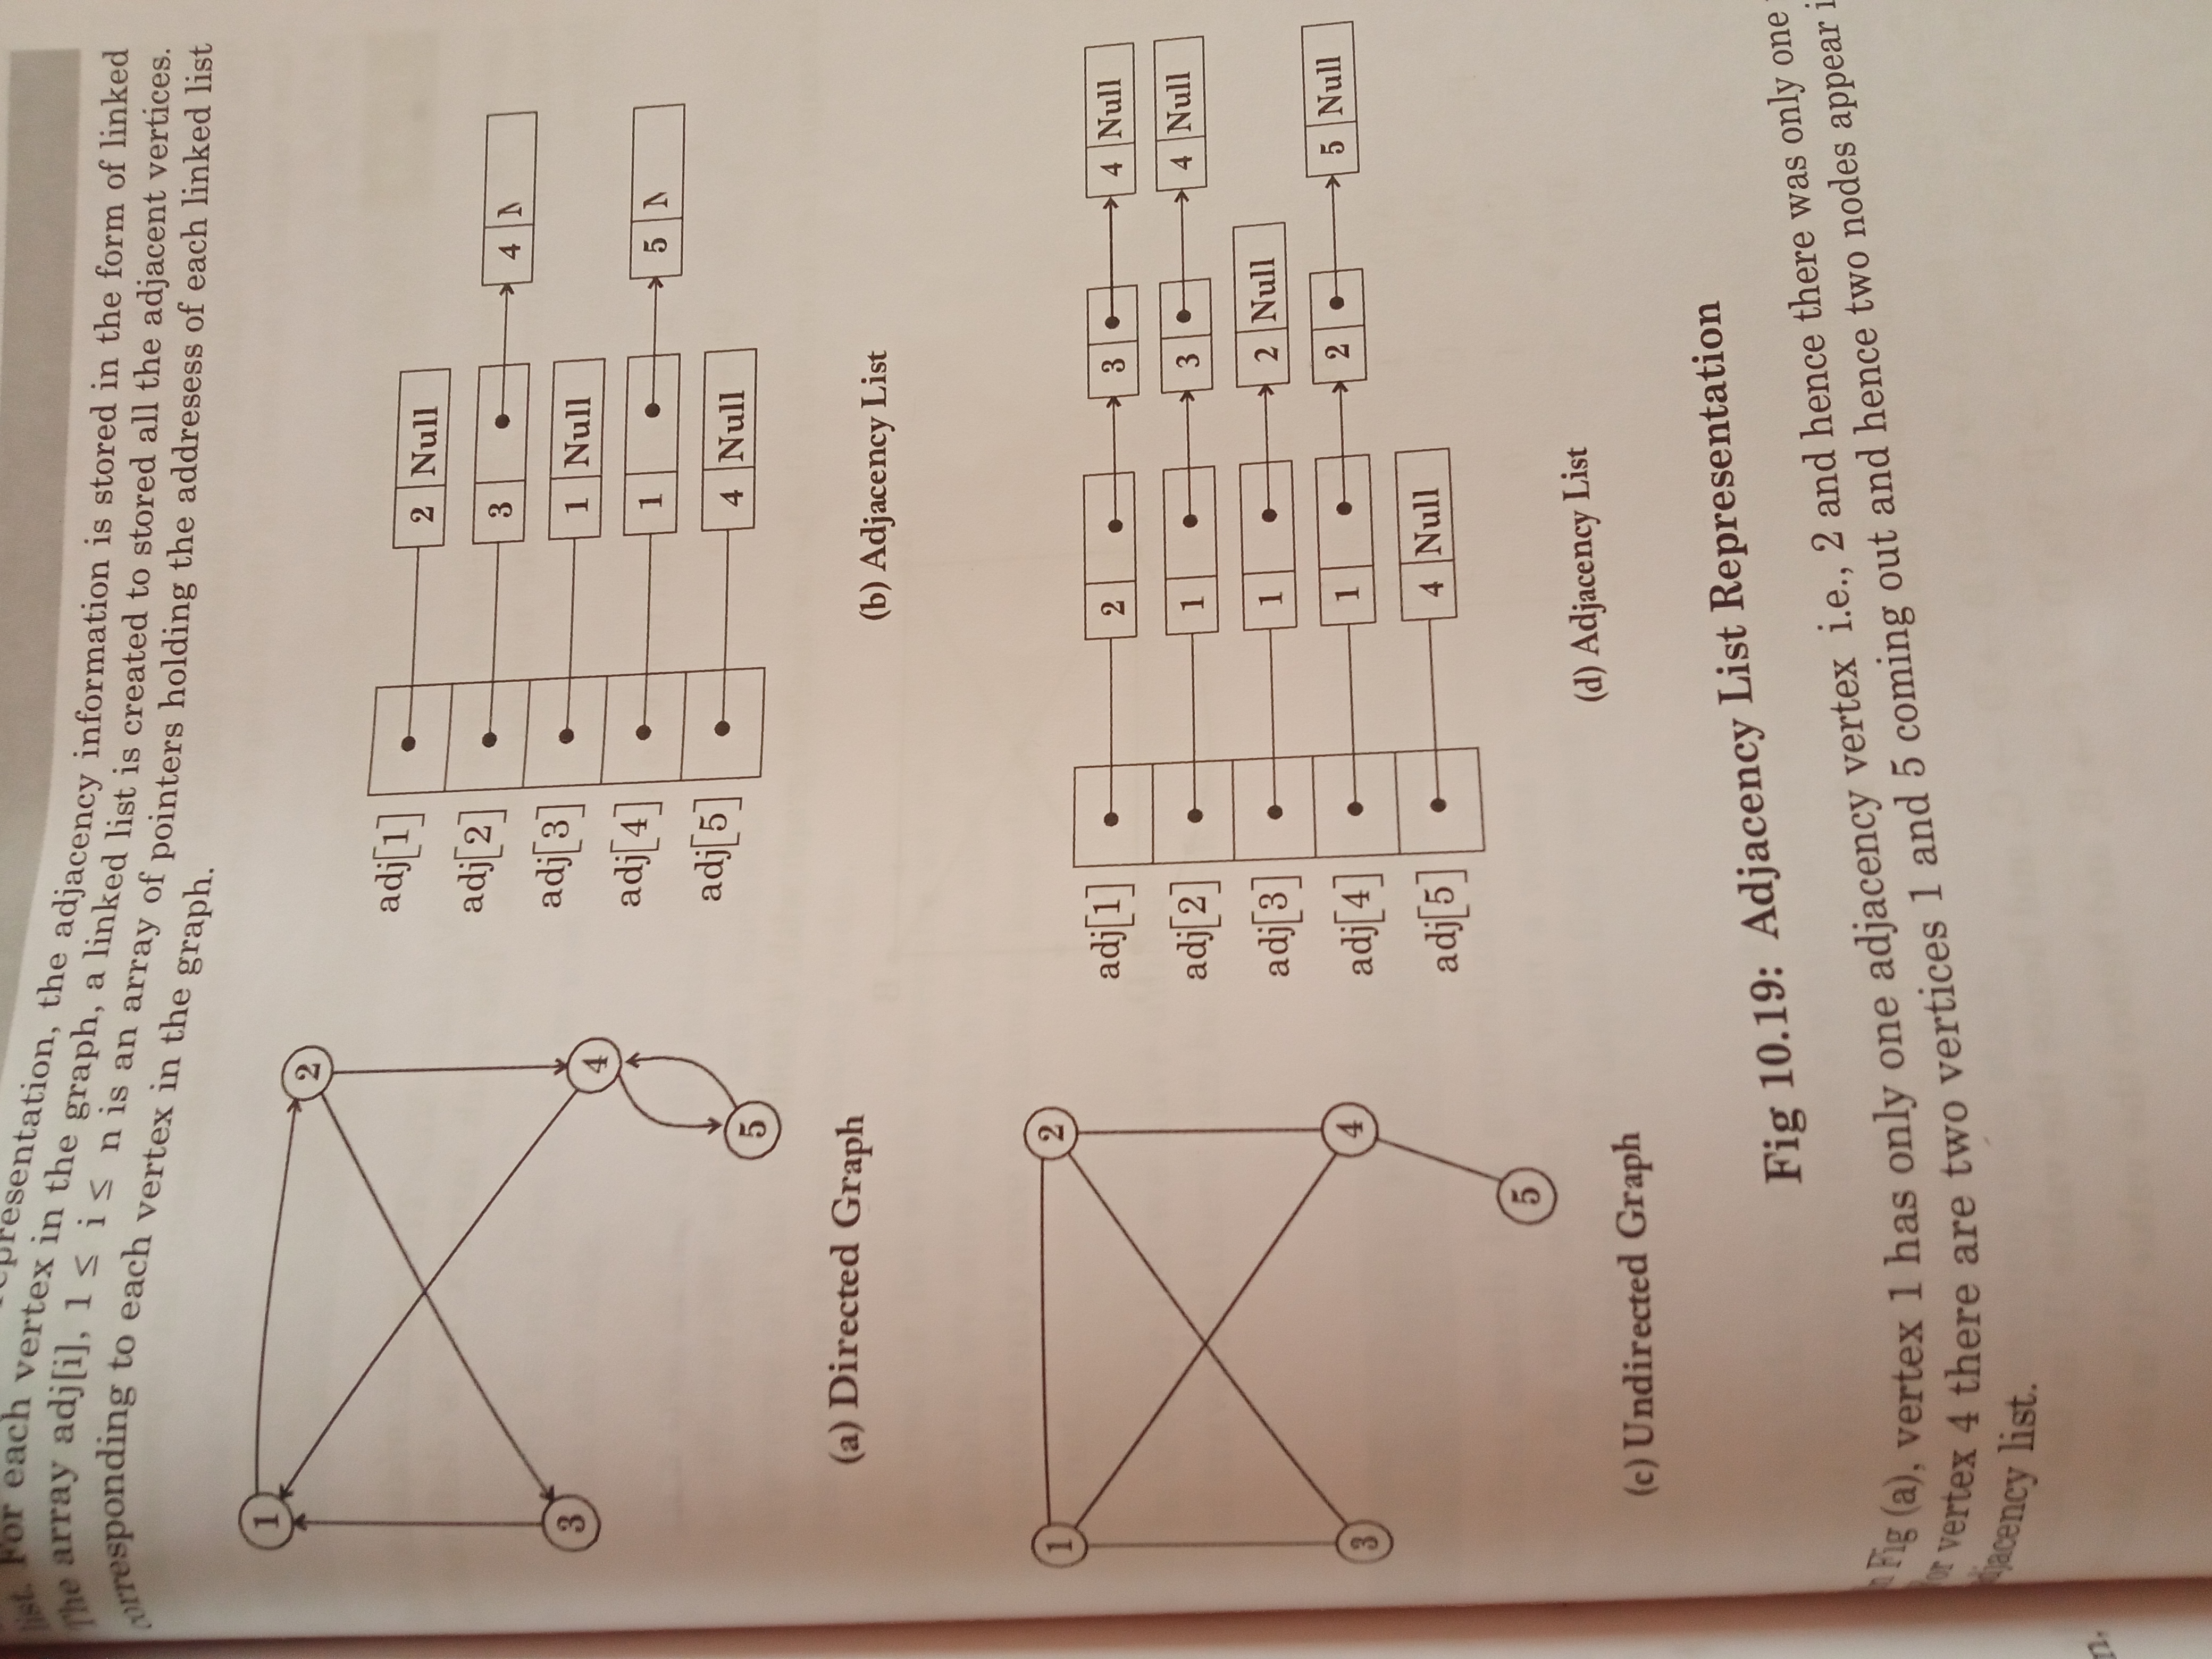 list. For each vertex in the graph, a linked list is created to stored all the adjacent vertices.
presentation, the adjacency information is stored in the form of linked
The array adj[i], 1 ≤ i ≤ n is an array of pointers holding the addresess of each linked list
corresponding to each vertex in the graph.
1
2
3
4
5
(a) Directed Graph
adj[1] 2 Null
adj[2] 3 4 N
adj[3] 1 Null
adj[4] 1 5 N
adj[5] 4 Null
(b) Adjacency List
1
2
3
4
5
(c) Undirected Graph
adj[1] 2 3 4 Null
adj[2] 1 3 4 Null
adj[3] 1 2 Null
adj[4] 1 2 5 Null
adj[5] 4 Null
(d) Adjacency List
Fig 10.19: Adjacency List Representation
n Fig (a), vertex 1 has only one adjacency vertex i.e., 2 and hence there was only one
or vertex 4 there are two vertices 1 and 5 coming out and hence two nodes appear i
djacency list.
n,